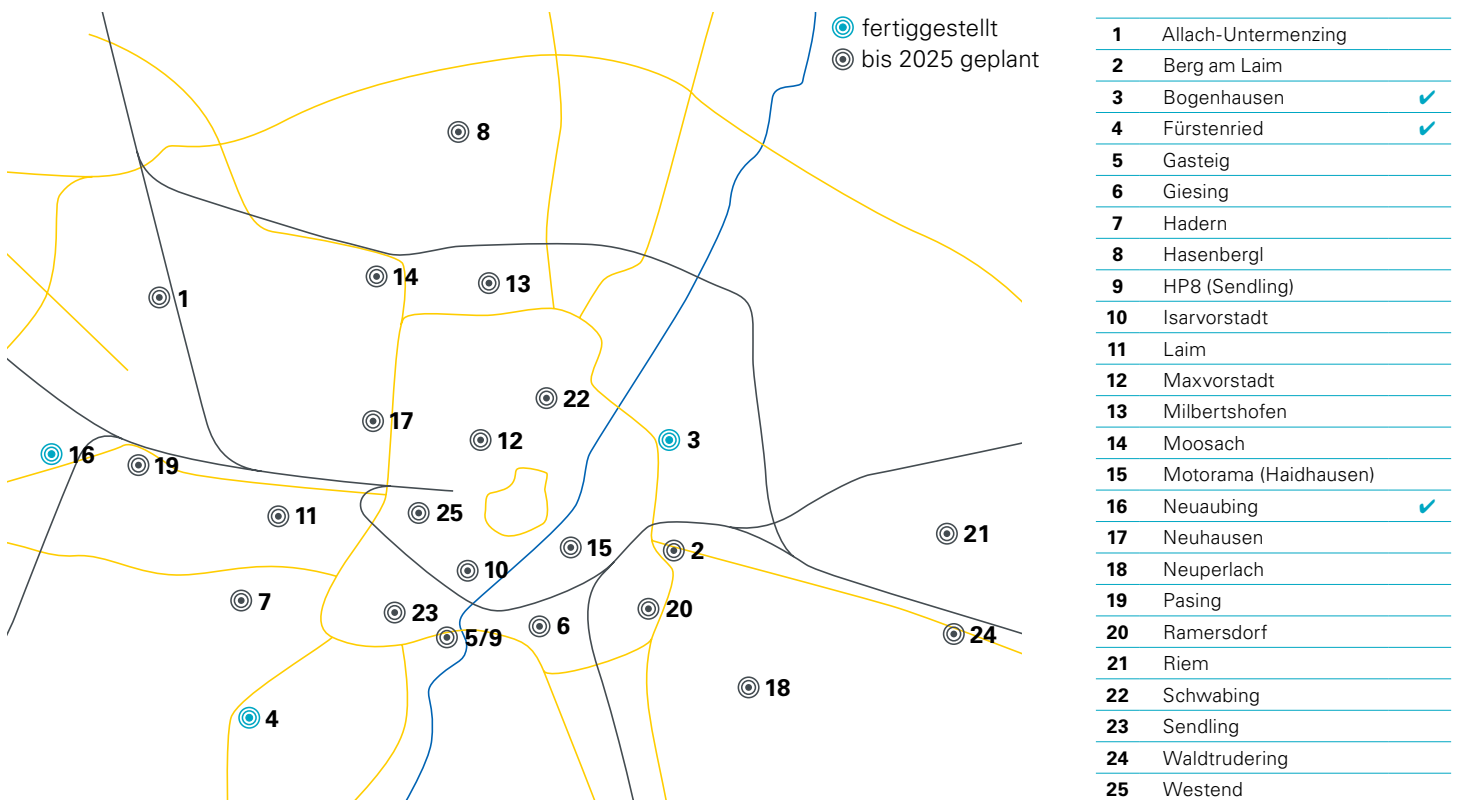 fertiggestellt
bis 2025 geplant
8
14
13
1
22
17
12
3
16
19
25
11
21
15
2
10
7
23
20
6
5/9
24
18
4
1 Allach-Untermenzing
2 Berg am Laim
3 Bogenhausen ✔
4 Fürstenried ✔
5 Gasteig
6 Giesing
7 Hadern
8 Hasenbergl
9 HP8 (Sendling)
10 Isarvorstadt
11 Laim
12 Maxvorstadt
13 Milbertshofen
14 Moosach
15 Motorama (Haidhausen)
16 Neuaubing ✔
17 Neuhausen
18 Neuperlach
19 Pasing
20 Ramersdorf
21 Riem
22 Schwabing
23 Sendling
24 Waldtrudering
25 Westend